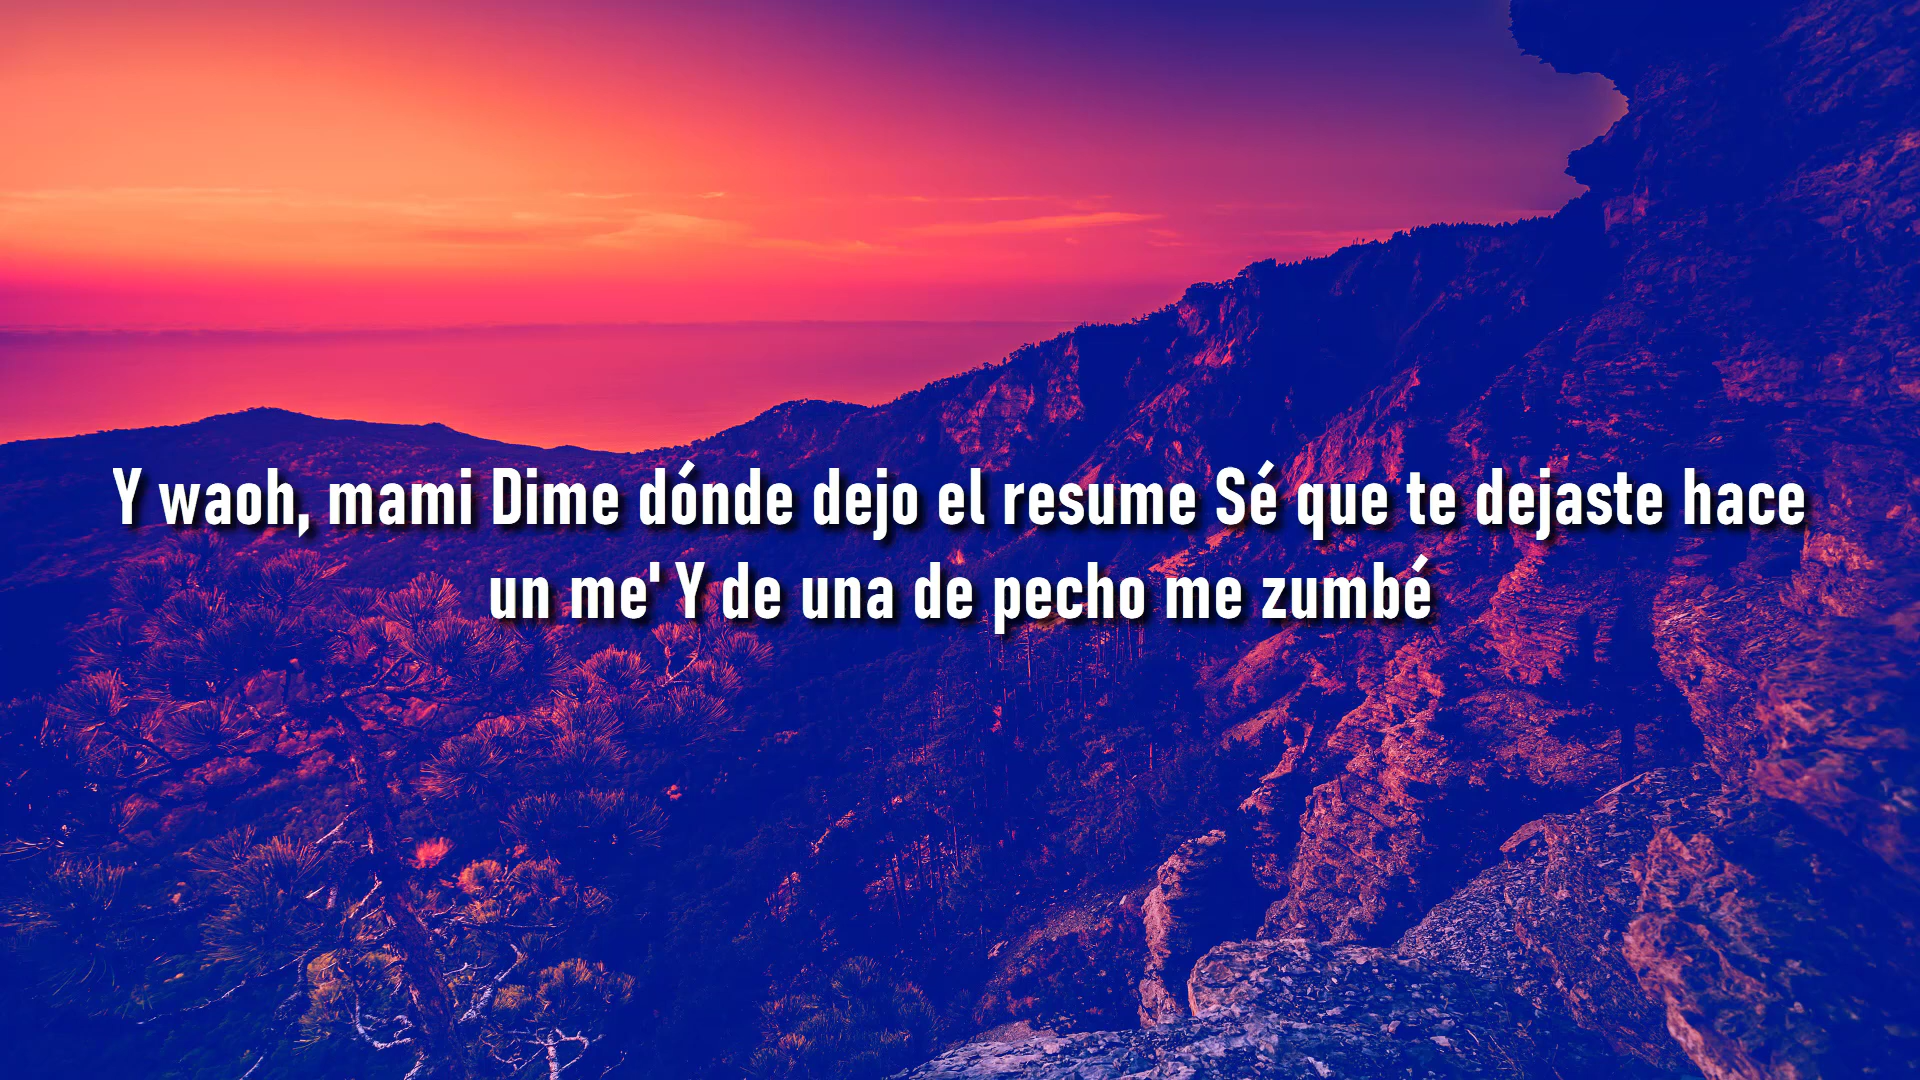 Y waoh, mami Dime dónde dejo el resume Sé que te dejaste hace
un me' Y de una de pecho me zumbé